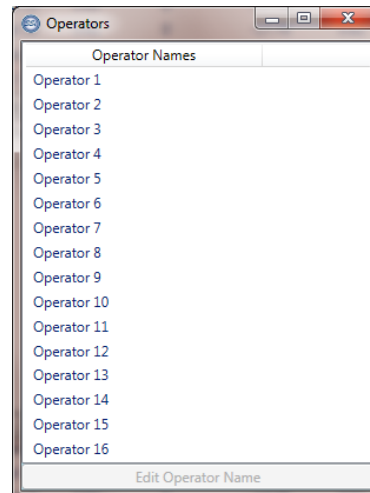 Operators
Operator Names
Operator 1
Operator 2
Operator 3
Operator 4
Operator 5
Operator 6
Operator 7
Operator 8
Operator 9
Operator 10
Operator 11
Operator 12
Operator 13
Operator 14
Operator 15
Operator 16
Edit Operator Name